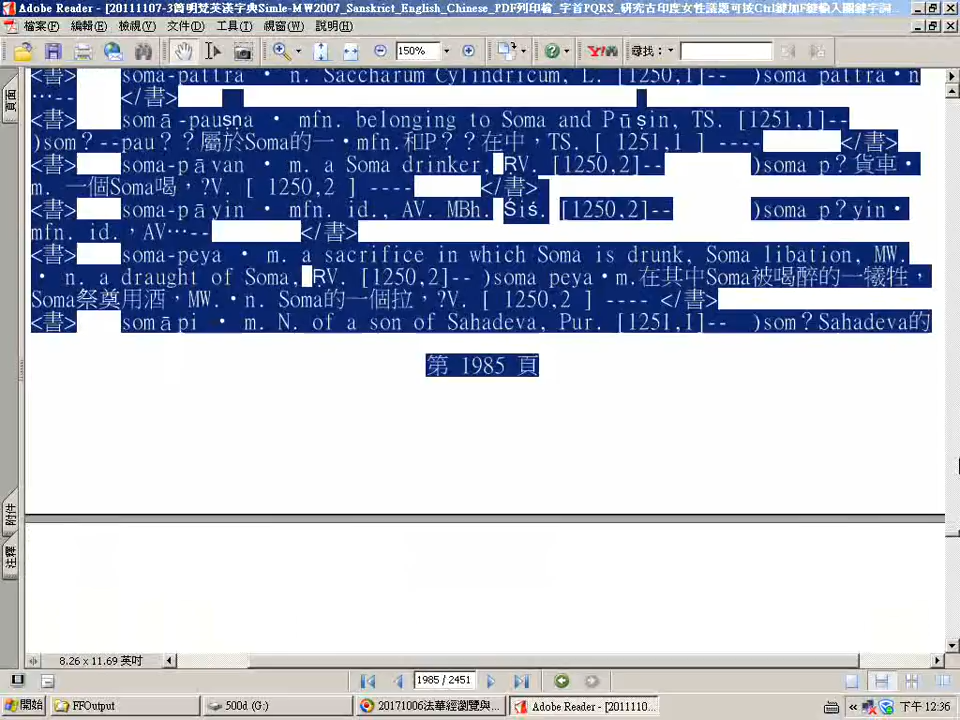 Adobe Reader - [20111107-3簡明梵英漢字典Simle-MW2007_Sanskrict_English_Chinese_PDF列印檔_字首PQRS_研究古印度女性議題可按Ctrl鍵加F鍵輸入關鍵字詞...
檔案(F) 編輯(E) 檢視(V) 文件(D) 工具(T) 視窗(W) 說明(H)
150% Y! 尋找：
頁面
<書> soma-pattra ‧ n. Saccharum Cylindricum, L. [1250,1]-- )soma pattra‧n
…-- </書>
<書> somā-pauṣṇa ‧ mfn. belonging to Soma and Pūṣin, TS. [1251,1]--
)som？--pau？？屬於Soma的一‧mfn.和P？？在中，TS. [ 1251,1 ] ---- </書>
<書> soma-pāvan ‧ m. a Soma drinker, ṚV. [1250,2]-- )soma p？貨車‧
m. 一個Soma喝，?V. [ 1250,2 ] ---- </書>
<書> soma-pāyin ‧ mfn. id., AV. MBh. Śiś. [1250,2]-- )soma p？yin‧
mfn. id.，AV…-- </書>
<書> soma-peya ‧ m. a sacrifice in which Soma is drunk, Soma libation, MW.
‧ n. a draught of Soma, ṚV. [1250,2]-- )soma peya‧m.在其中Soma被喝醉的一犧牲，
Soma祭奠用酒，MW.‧n. Soma的一個拉，?V. [ 1250,2 ] ---- </書>
<書> somāpi ‧ m. N. of a son of Sahadeva, Pur. [1251,1]-- )som？Sahadeva的
第 1985 頁
附件
注釋
8.26 x 11.69 英吋
1985 / 2451
開始 FFOutput 500d (G:) 20171006法華經瀏覽與... Adobe Reader - [2011110... 下午 12:36